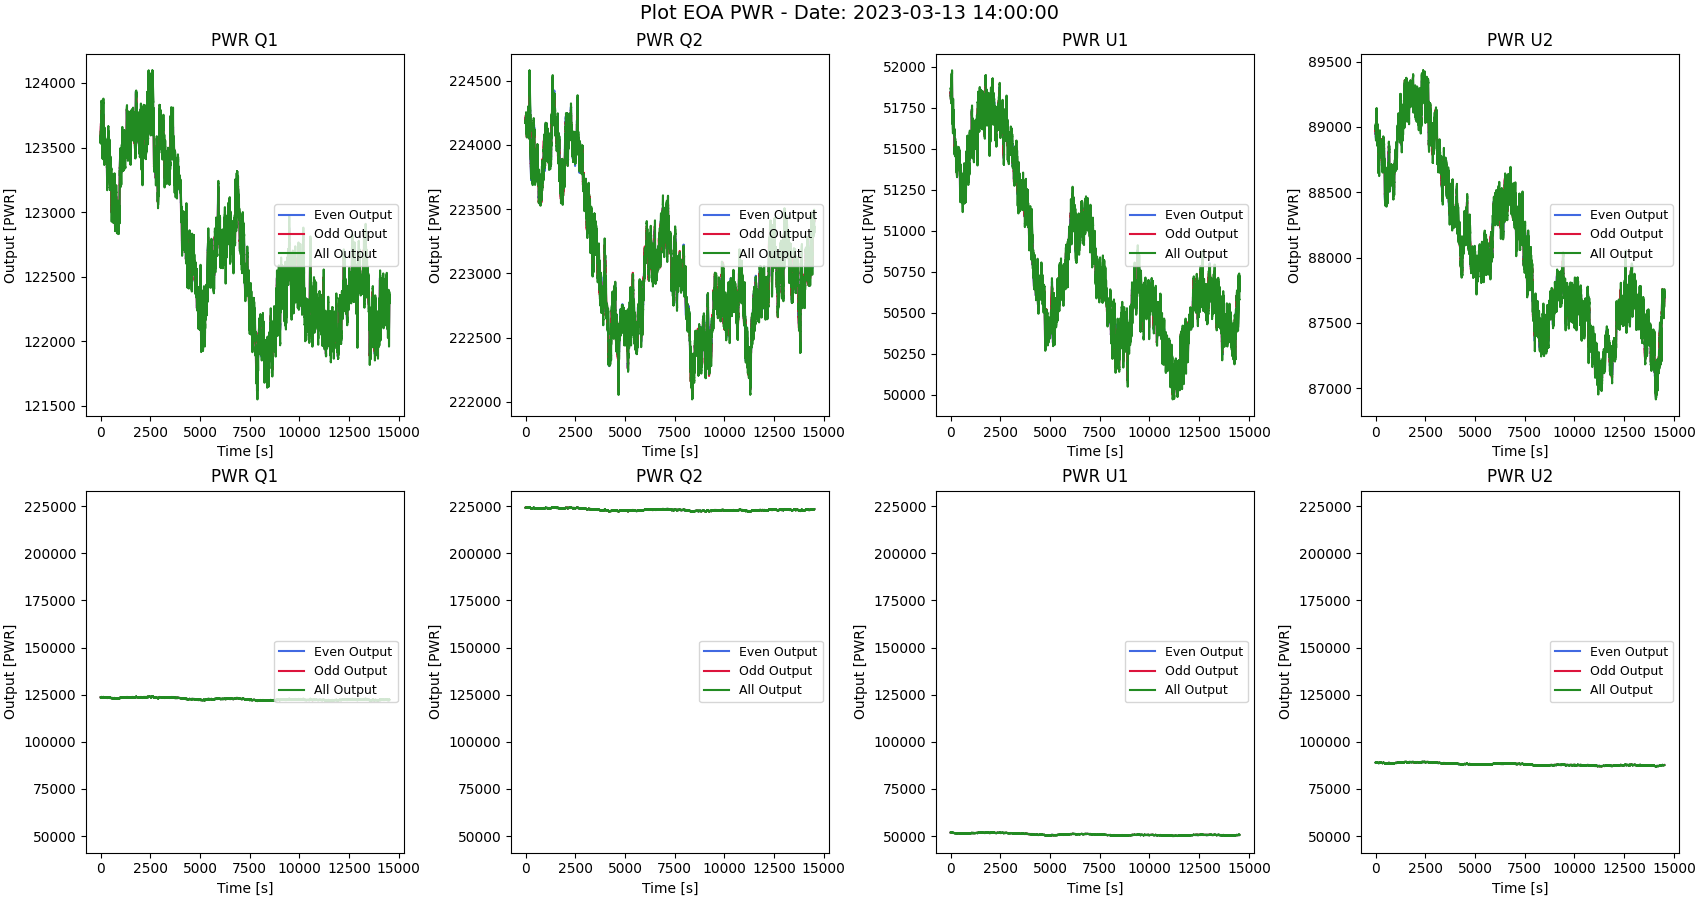 Plot EOA PWR - Date: 2023-03-13 14:00:00
PWR Q1
Output [PWR]
124000
123500
123000
122500
122000
121500
Even Output
Odd Output
All Output
0 2500 5000 7500 10000 12500 15000
Time [s]
PWR Q2
Output [PWR]
224500
224000
223500
223000
222500
222000
Even Output
Odd Output
All Output
0 2500 5000 7500 10000 12500 15000
Time [s]
PWR U1
Output [PWR]
52000
51750
51500
51250
51000
50750
50500
50250
50000
Even Output
Odd Output
All Output
0 2500 5000 7500 10000 12500 15000
Time [s]
PWR U2
Output [PWR]
89500
89000
88500
88000
87500
87000
Even Output
Odd Output
All Output
0 2500 5000 7500 10000 12500 15000
Time [s]
PWR Q1
Output [PWR]
225000
200000
175000
150000
125000
100000
75000
50000
Even Output
Odd Output
All Output
0 2500 5000 7500 10000 12500 15000
Time [s]
PWR Q2
Output [PWR]
225000
200000
175000
150000
125000
100000
75000
50000
Even Output
Odd Output
All Output
0 2500 5000 7500 10000 12500 15000
Time [s]
PWR U1
Output [PWR]
225000
200000
175000
150000
125000
100000
75000
50000
Even Output
Odd Output
All Output
0 2500 5000 7500 10000 12500 15000
Time [s]
PWR U2
Output [PWR]
225000
200000
175000
150000
125000
100000
75000
50000
Even Output
Odd Output
All Output
0 2500 5000 7500 10000 12500 15000
Time [s]